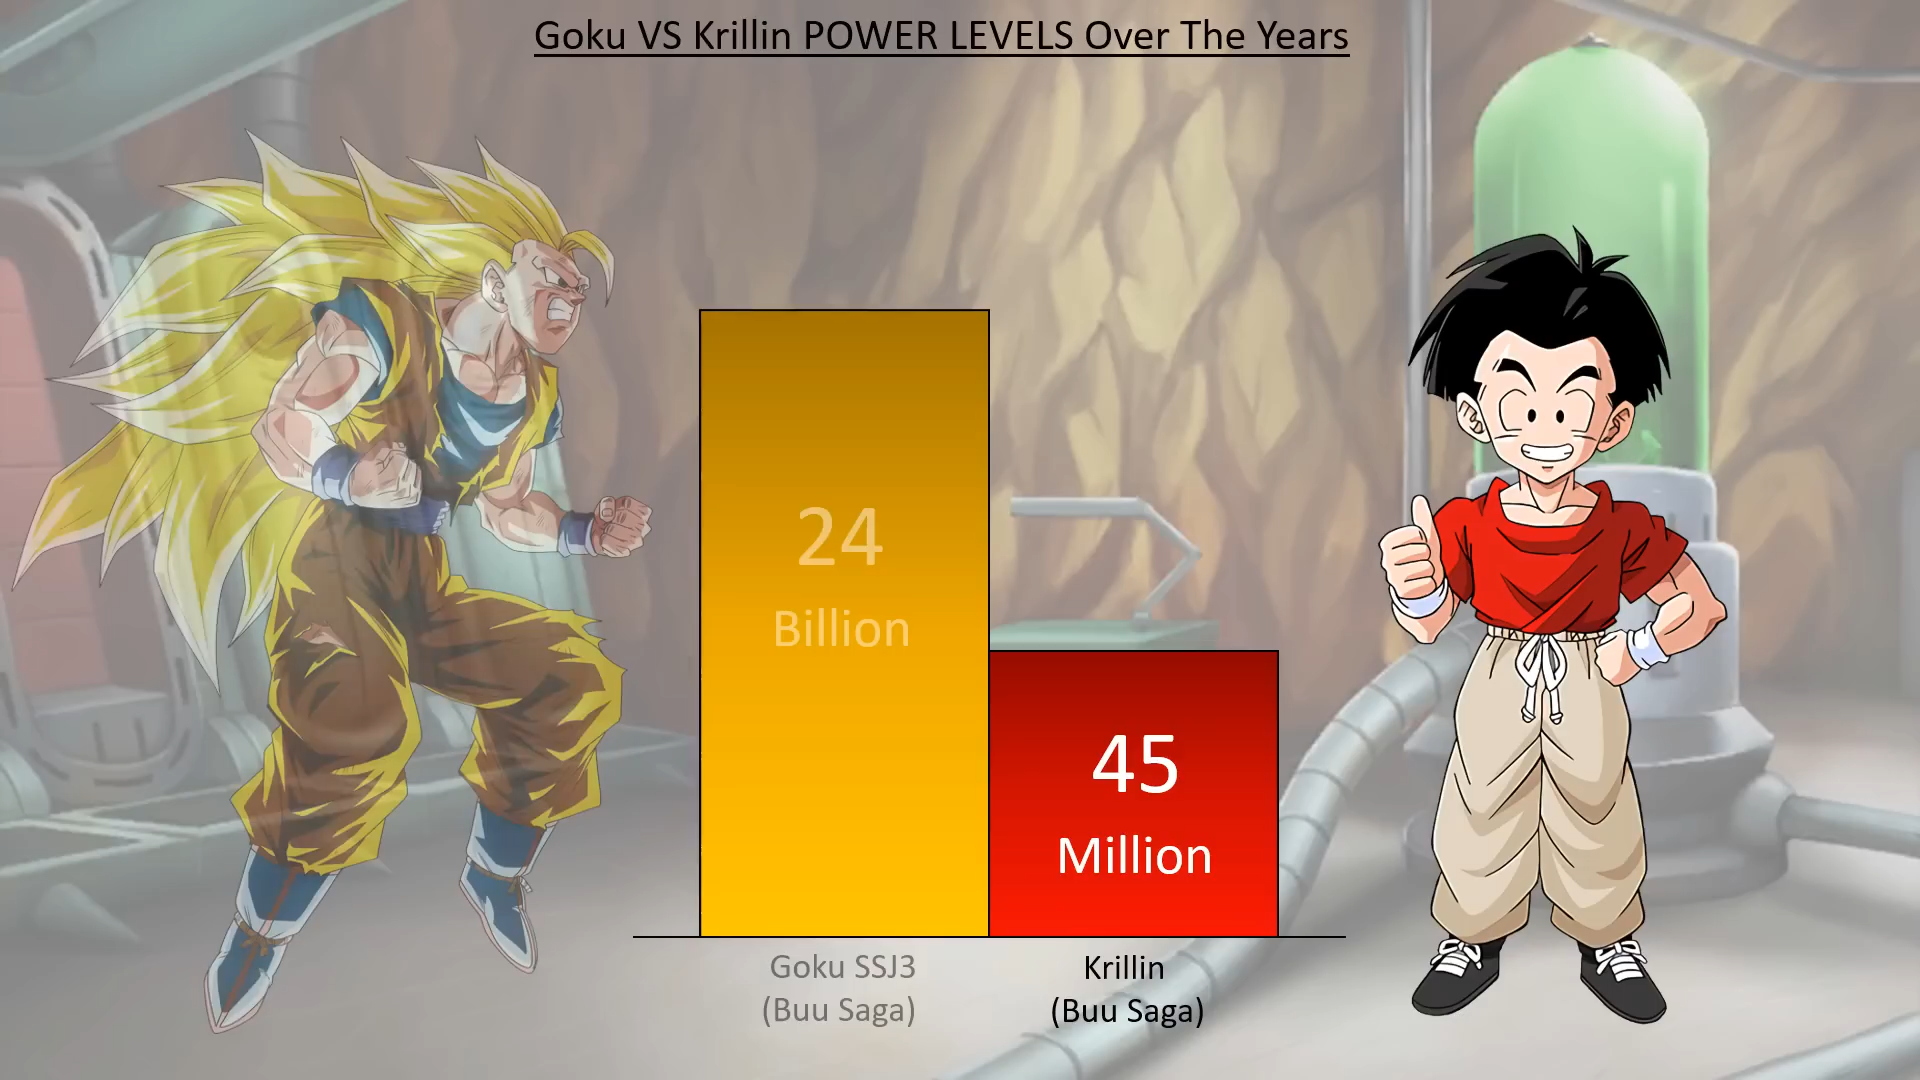 Goku VS Krillin POWER LEVELS Over The Years
24
Billion
45
Million
Goku SSJ3
(Buu Saga)
Krillin
(Buu Saga)